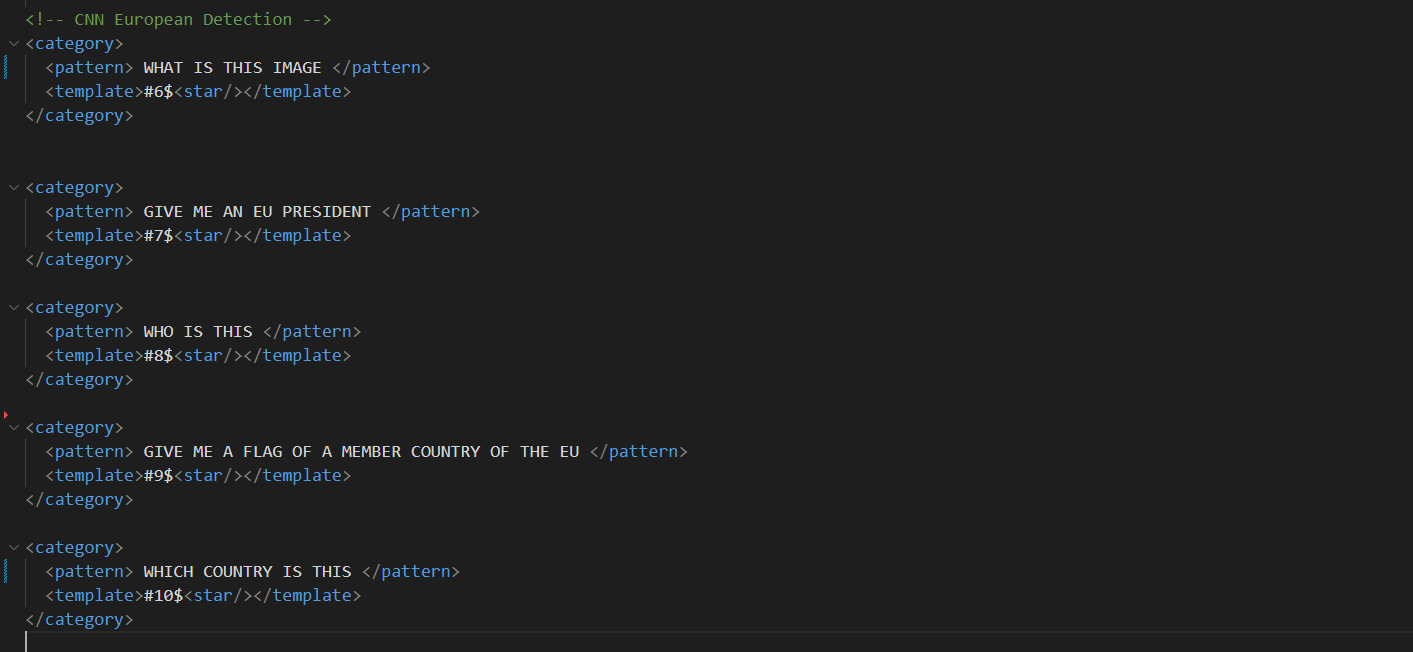 <!-- CNN European Detection -->
<category>
<pattern> WHAT IS THIS IMAGE </pattern>
<template>#6$<star/></template>
</category>
<category>
<pattern> GIVE ME AN EU PRESIDENT </pattern>
<template>#7$<star/></template>
</category>
<category>
<pattern> WHO IS THIS </pattern>
<template>#8$<star/></template>
</category>
<category>
<pattern> GIVE ME A FLAG OF A MEMBER COUNTRY OF THE EU </pattern>
<template>#9$<star/></template>
</category>
<category>
<pattern> WHICH COUNTRY IS THIS </pattern>
<template>#10$<star/></template>
</category>